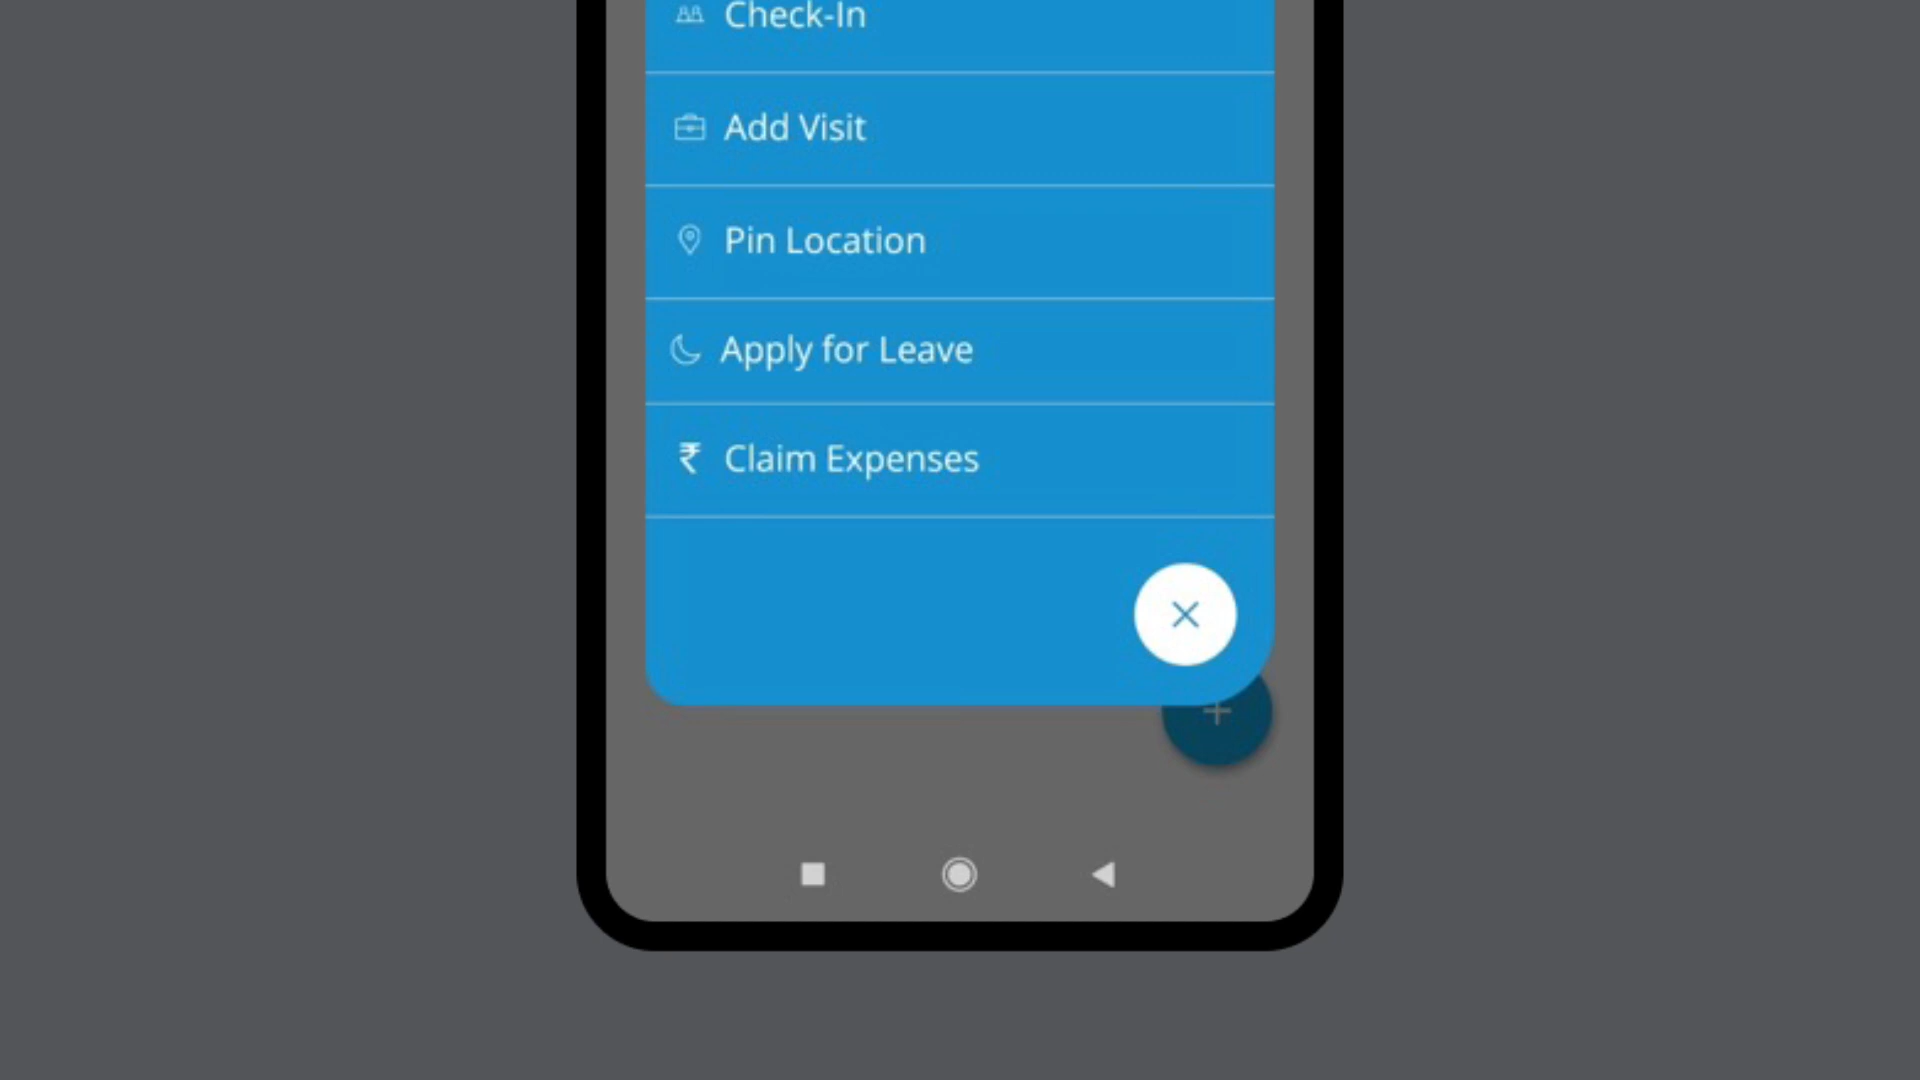 Check-In
Add Visit
Pin Location
Apply for Leave
₹ Claim Expenses